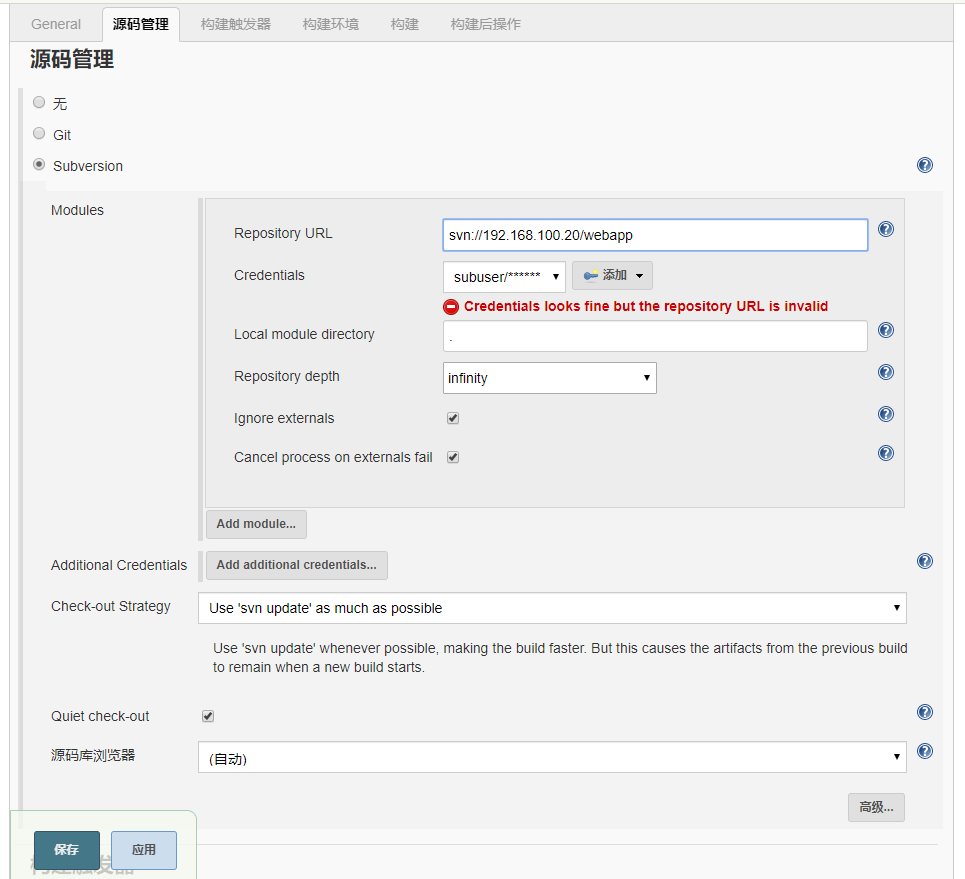 General 源码管理 构建触发器 构建环境 构建 构建后操作
源码管理
无
Git
Subversion
Modules
Repository URL svn://192.168.100.20/webapp
Credentials subuser/****** 添加
Credentials looks fine but the repository URL is invalid
Local module directory .
Repository depth infinity
Ignore externals
Cancel process on externals fail
Add module...
Additional Credentials Add additional credentials...
Check-out Strategy Use 'svn update' as much as possible
Use 'svn update' whenever possible, making the build faster. But this causes the artifacts from the previous build
to remain when a new build starts.
Quiet check-out
源码库浏览器 (自动)
高级...
保存 应用
构建触发器